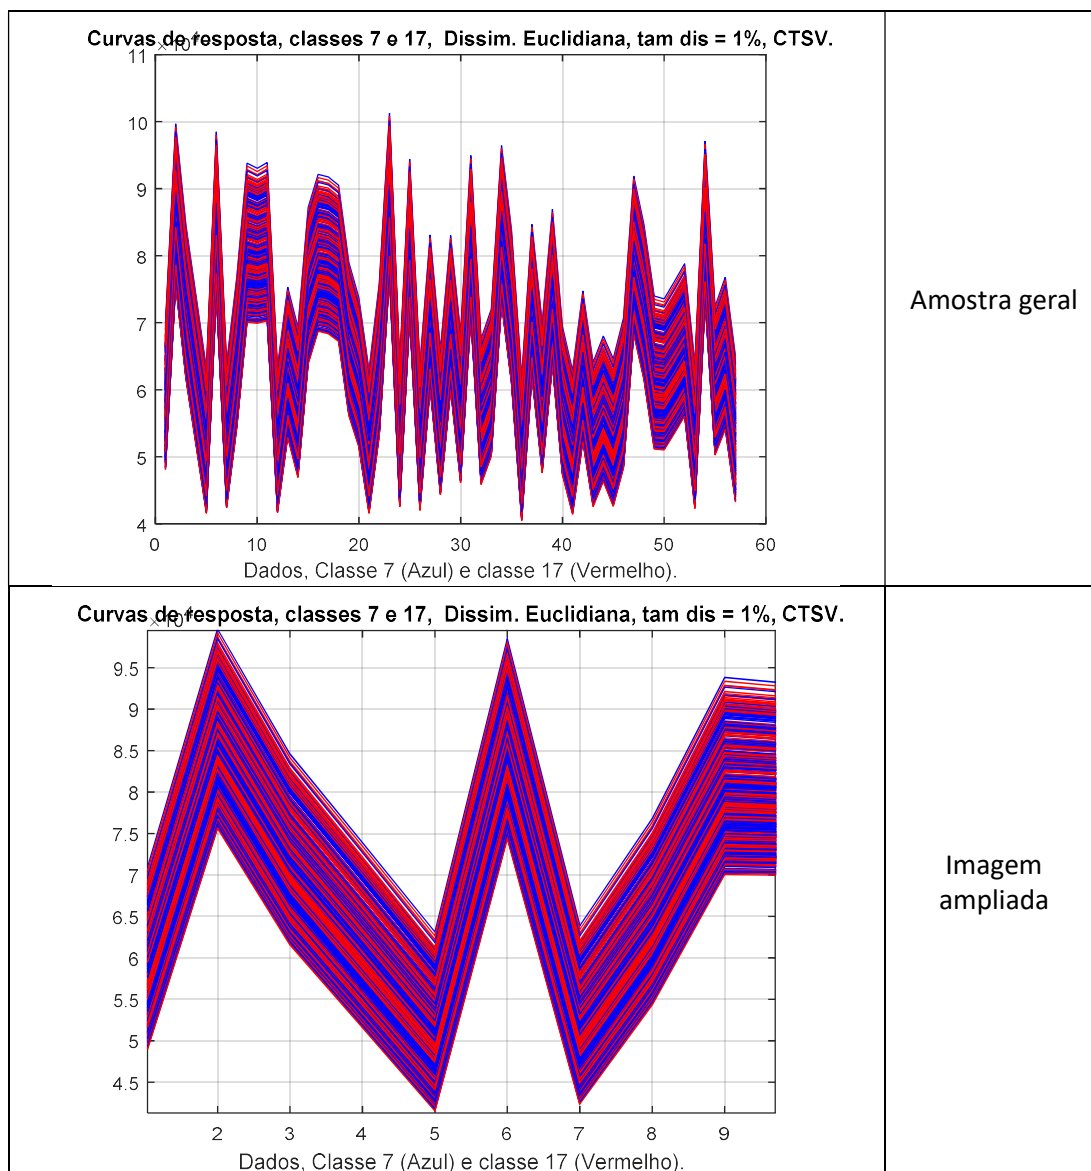 Curvas de resposta, classes 7 e 17, Dissim. Euclidiana, tam dis = 1%, CTSV.
11
10
9
8
7
6
5
4
0 10 20 30 40 50 60
Dados, Classe 7 (Azul) e classe 17 (Vermelho).
Amostra geral
Curvas de resposta, classes 7 e 17, Dissim. Euclidiana, tam dis = 1%, CTSV.
9.5
9
8.5
8
7.5
7
6.5
6
5.5
5
4.5
2 3 4 5 6 7 8 9
Dados, Classe 7 (Azul) e classe 17 (Vermelho).
Imagem
ampliada